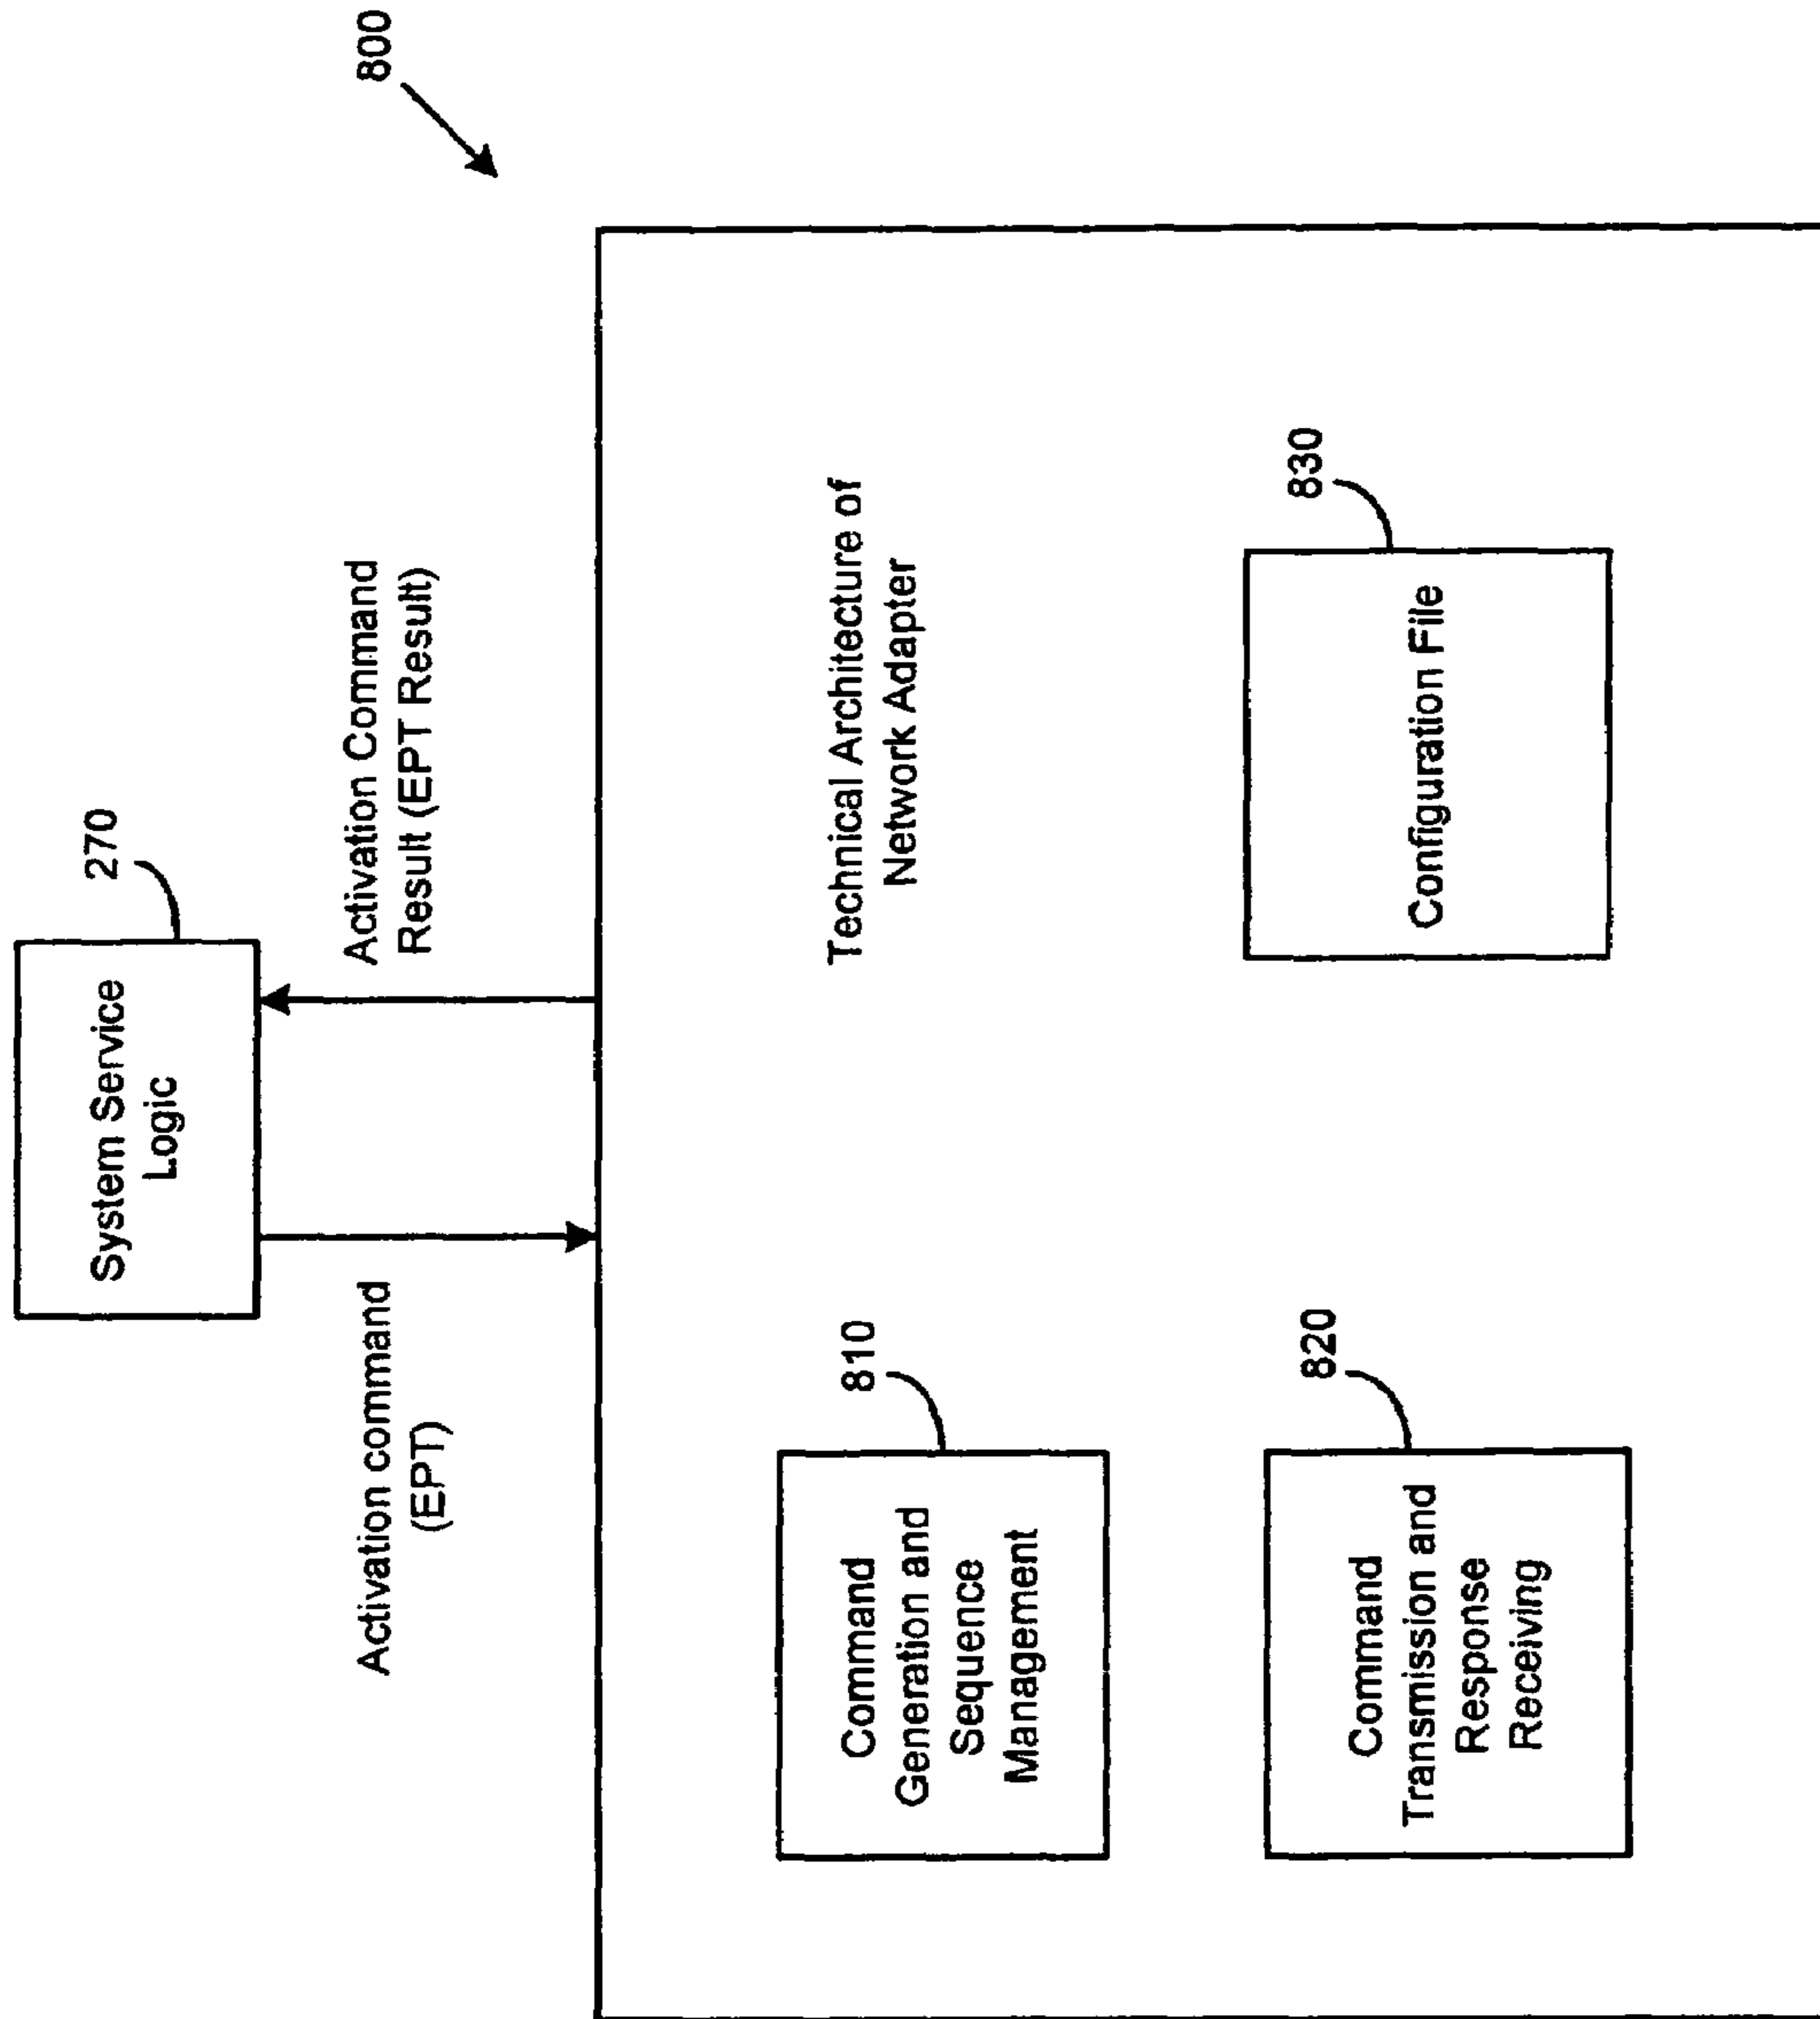 800
270
System Service
Logic
Activation command
(EPT)
Activation Command
Result (EPT Result)
Technical Architecture of
Network Adapter
810
Command
Generation and
Sequence
Management
820
Command
Transmission and
Response
Receiving
830
Configuration File